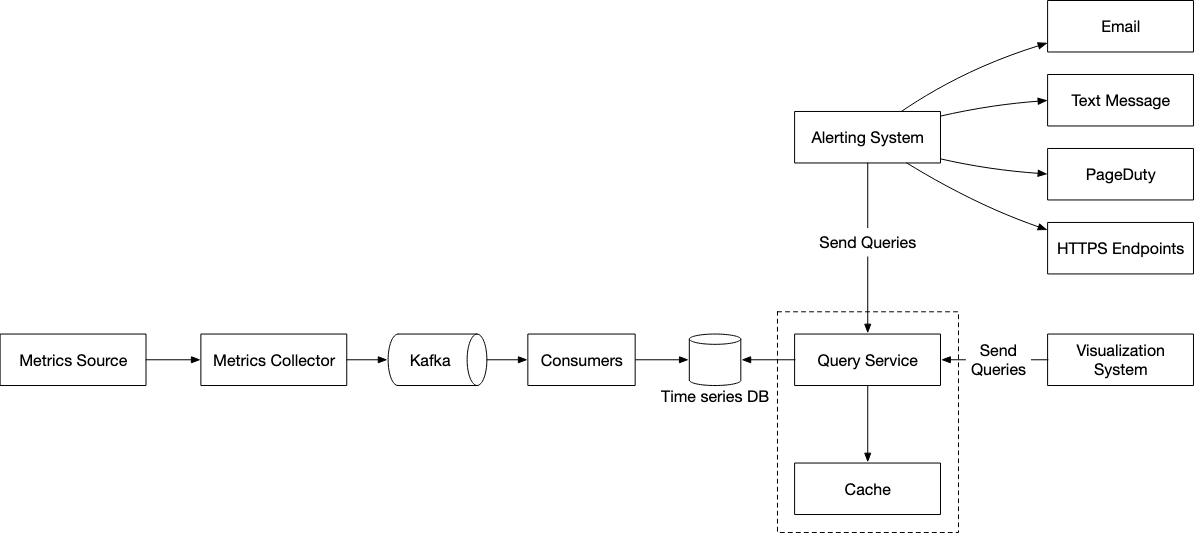 Email
Text Message
Alerting System
PageDuty
Send Queries
HTTPS Endpoints
Metrics Source
Metrics Collector
Kafka
Consumers
Time series DB
Query Service
Send
Queries
Visualization
System
Cache